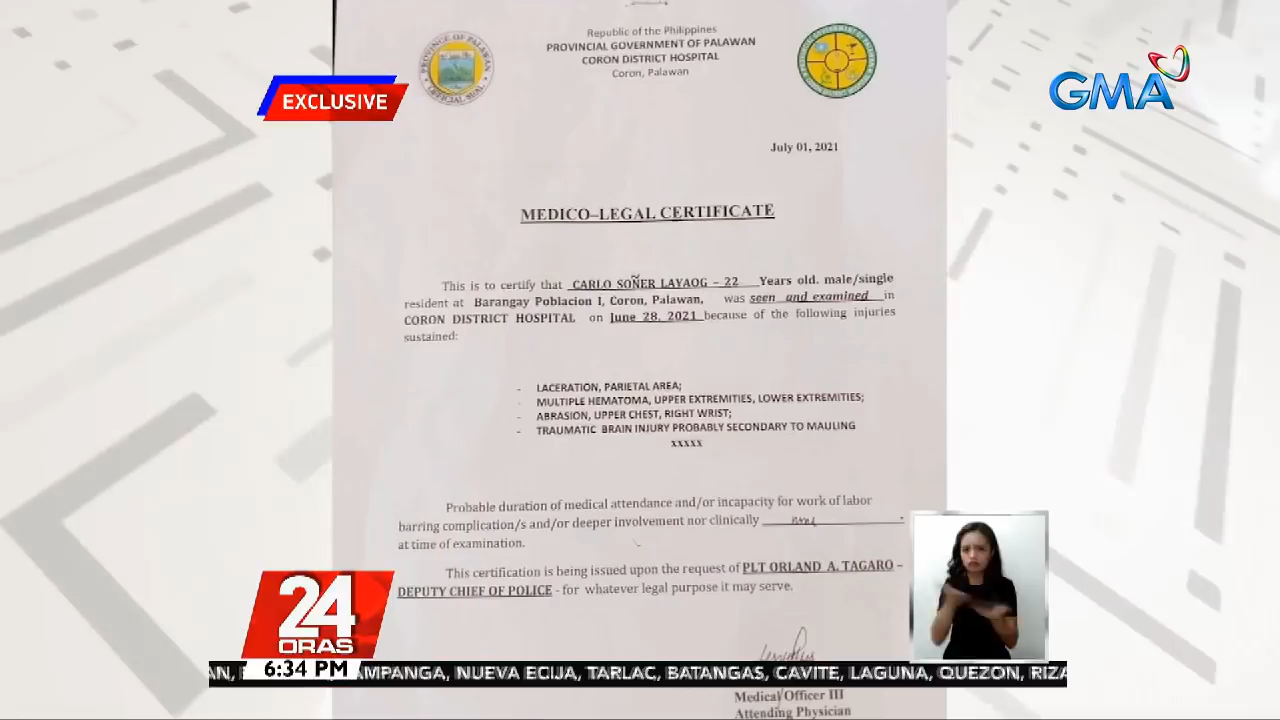 Republic of the Philippines
PROVINCIAL GOVERNMENT OF PALAWAN
CORON DISTRICT HOSPITAL
Coron, Palawan
PROVINCE OF PALAWAN
OFFICIAL SEAL
EXCLUSIVE
GMA
July 01, 2021
MEDICO–LEGAL CERTIFICATE
This is to certify that CARLO SOÑER LAYAOG – 22 Years old. male/single
resident at Barangay Poblacion I, Coron, Palawan, was seen and examined in
CORON DISTRICT HOSPITAL on June 28, 2021 because of the following injuries
sustained:
- LACERATION, PARIETAL AREA;
- MULTIPLE HEMATOMA, UPPER EXTREMITIES, LOWER EXTREMITIES;
- ABRASION, UPPER CHEST, RIGHT WRIST;
- TRAUMATIC BRAIN INJURY PROBABLY SECONDARY TO MAULING
xxxxx
Probable duration of medical attendance and/or incapacity for work of labor
barring complication/s and/or deeper involvement nor clinically
at time of examination.
This certification is being issued upon the request of PLT ORLAND A. TAGARO –
DEPUTY CHIEF OF POLICE - for whatever legal purpose it may serve.
Medical Officer III
Attending Physician
24
ORAS
6:34 PM
AN, AMPANGA, NUEVA ECIJA, TARLAC, BATANGAS, CAVITE, LAGUNA, QUEZON, RIZA